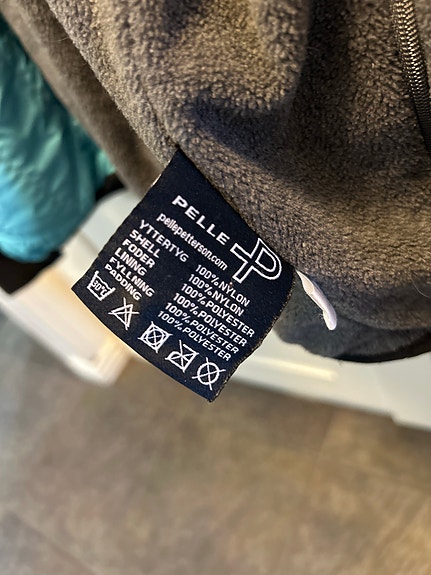 PELLE P
pellepetterson.com
YTTERTYG 100% NYLON
SHELL 100% NYLON
FODER 100% POLYESTER
LINING 100% POLYESTER
FYLLNING 100% POLYESTER
PADDING 100% POLYESTER
30°C